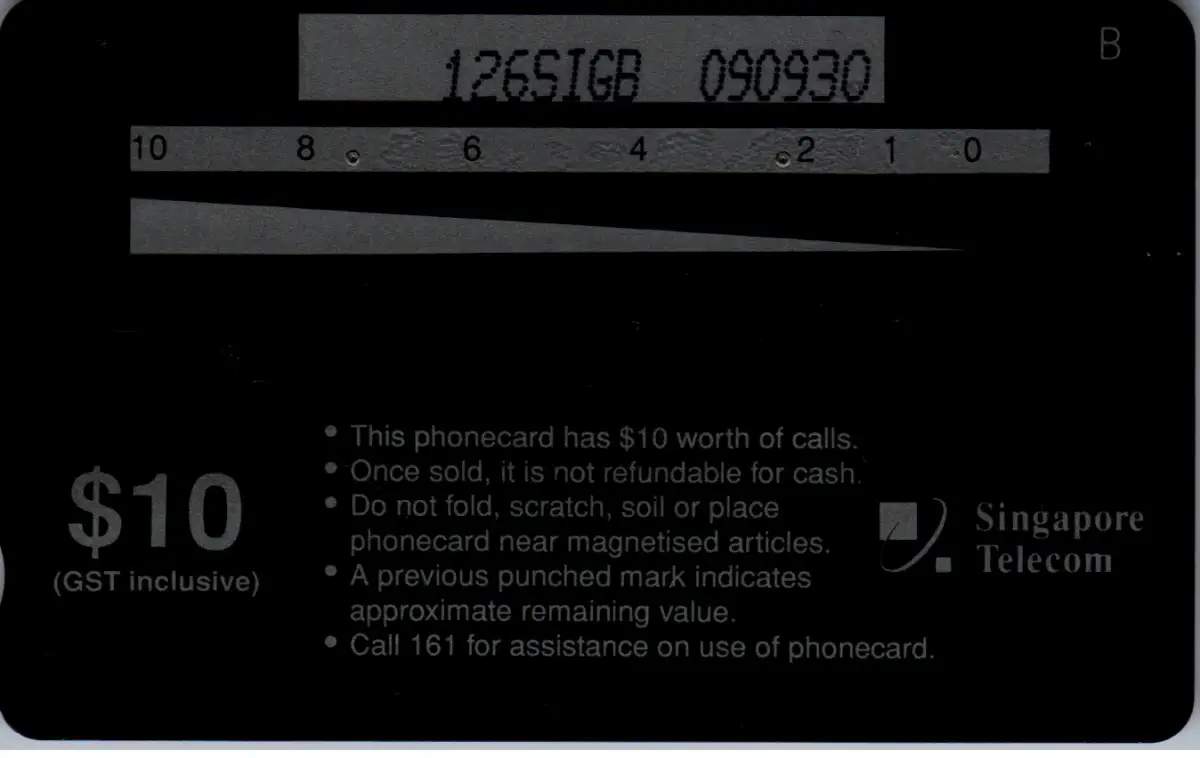 B
126SIGB 090930
10 8 6 4 2 1 0
• This phonecard has $10 worth of calls.
• Once sold, it is not refundable for cash.
• Do not fold, scratch, soil or place
phonecard near magnetised articles.
• A previous punched mark indicates
approximate remaining value.
• Call 161 for assistance on use of phonecard.
$10
(GST inclusive)
Singapore
Telecom